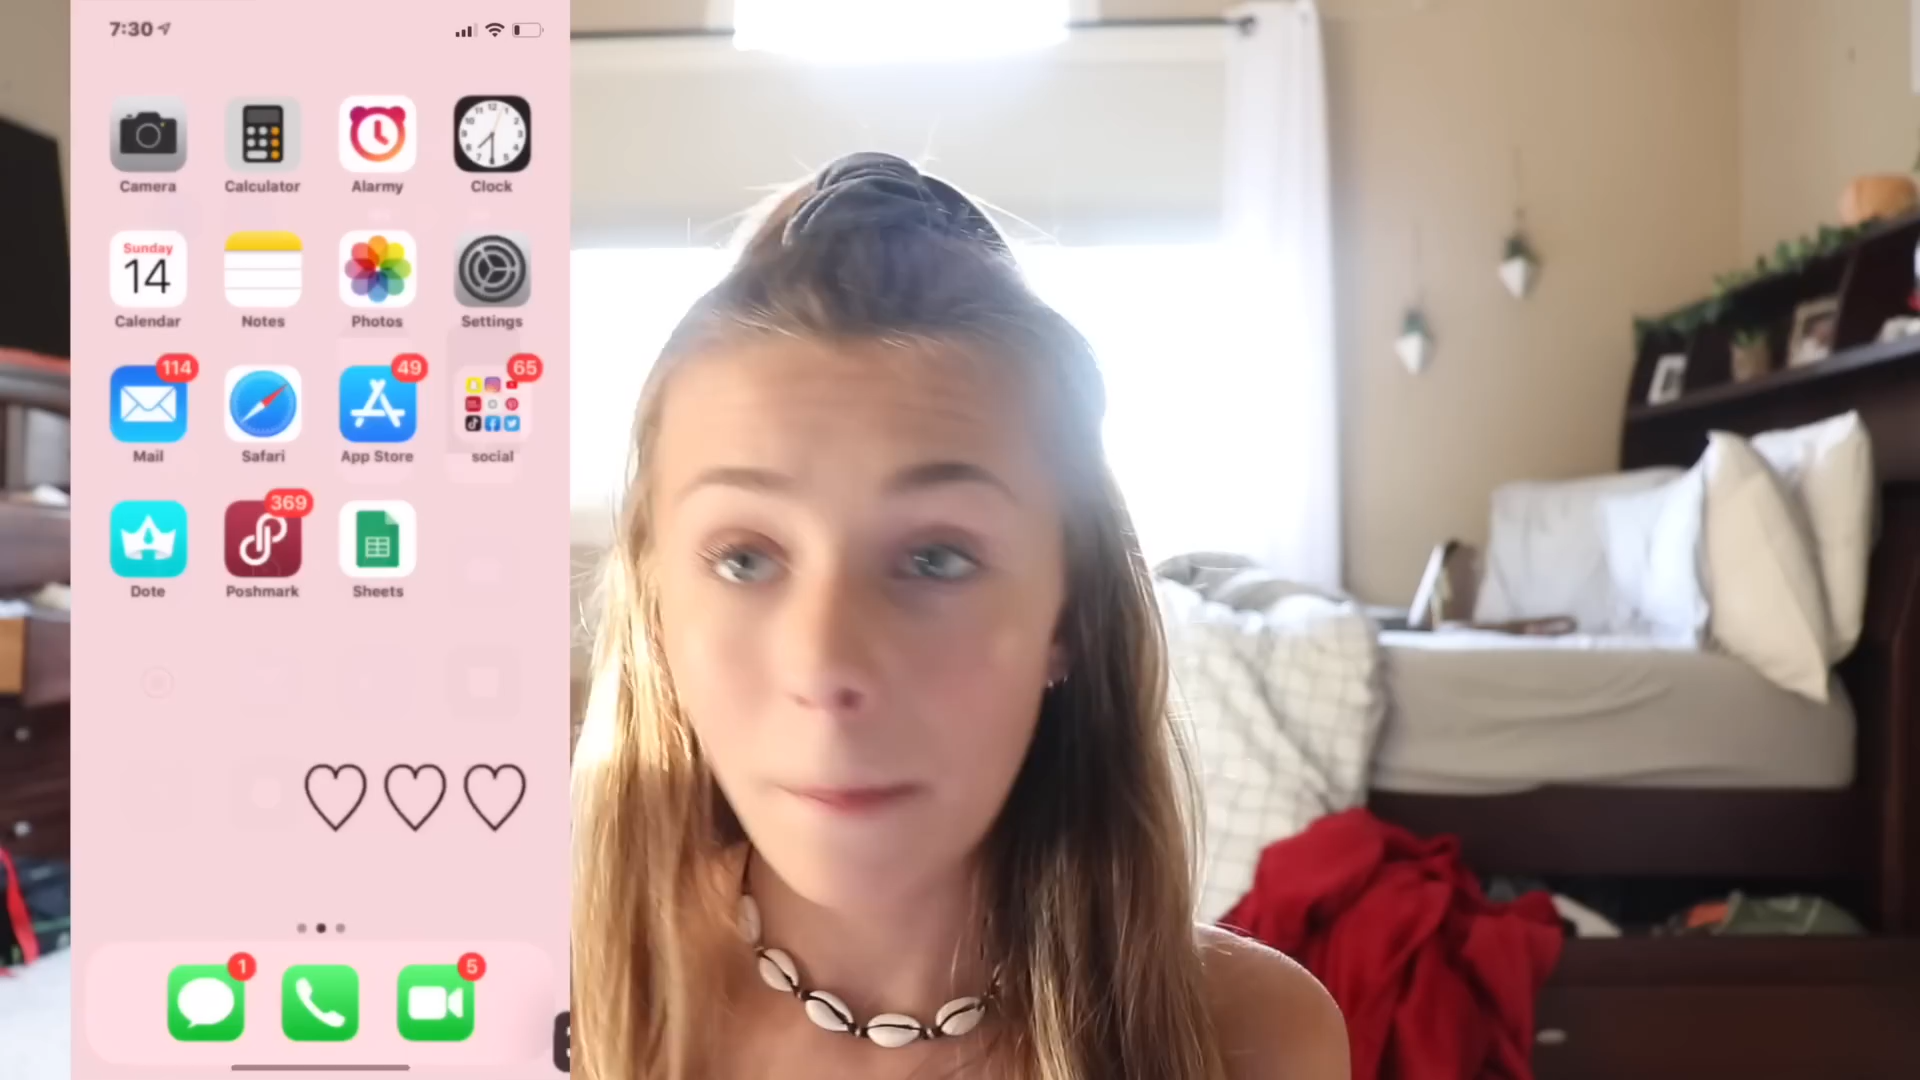 7:30
Camera Calculator Alarmy Clock
Sunday
14
Calendar Notes Photos Settings
114 49 65
Mail Safari App Store social
369
Dote Poshmark Sheets
1 5